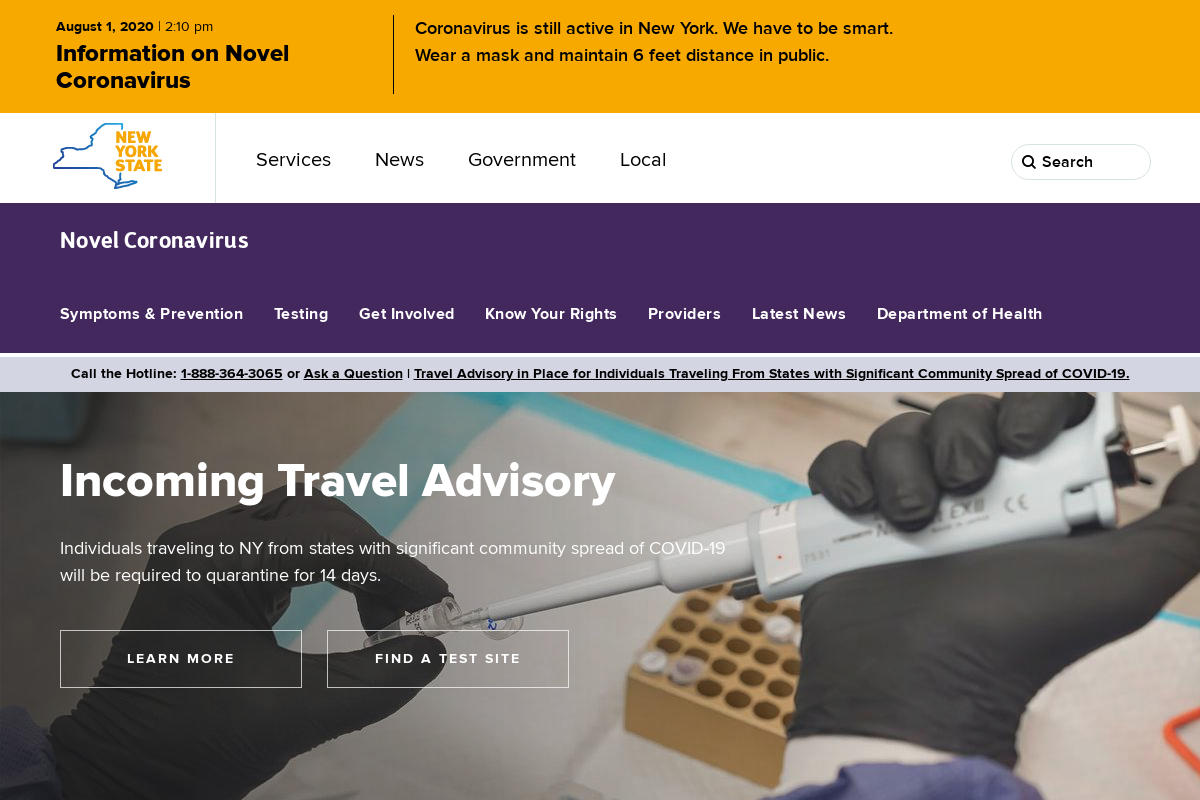 August 1, 2020 | 2:10 pm
Information on Novel
Coronavirus
Coronavirus is still active in New York. We have to be smart.
Wear a mask and maintain 6 feet distance in public.
NEW
YORK
STATE
Services News Government Local
Search
Novel Coronavirus
Symptoms & Prevention Testing Get Involved Know Your Rights Providers Latest News Department of Health
Call the Hotline: 1-888-364-3065 or Ask a Question | Travel Advisory in Place for Individuals Traveling From States with Significant Community Spread of COVID-19.
Incoming Travel Advisory
Individuals traveling to NY from states with significant community spread of COVID-19
will be required to quarantine for 14 days.
LEARN MORE
FIND A TEST SITE